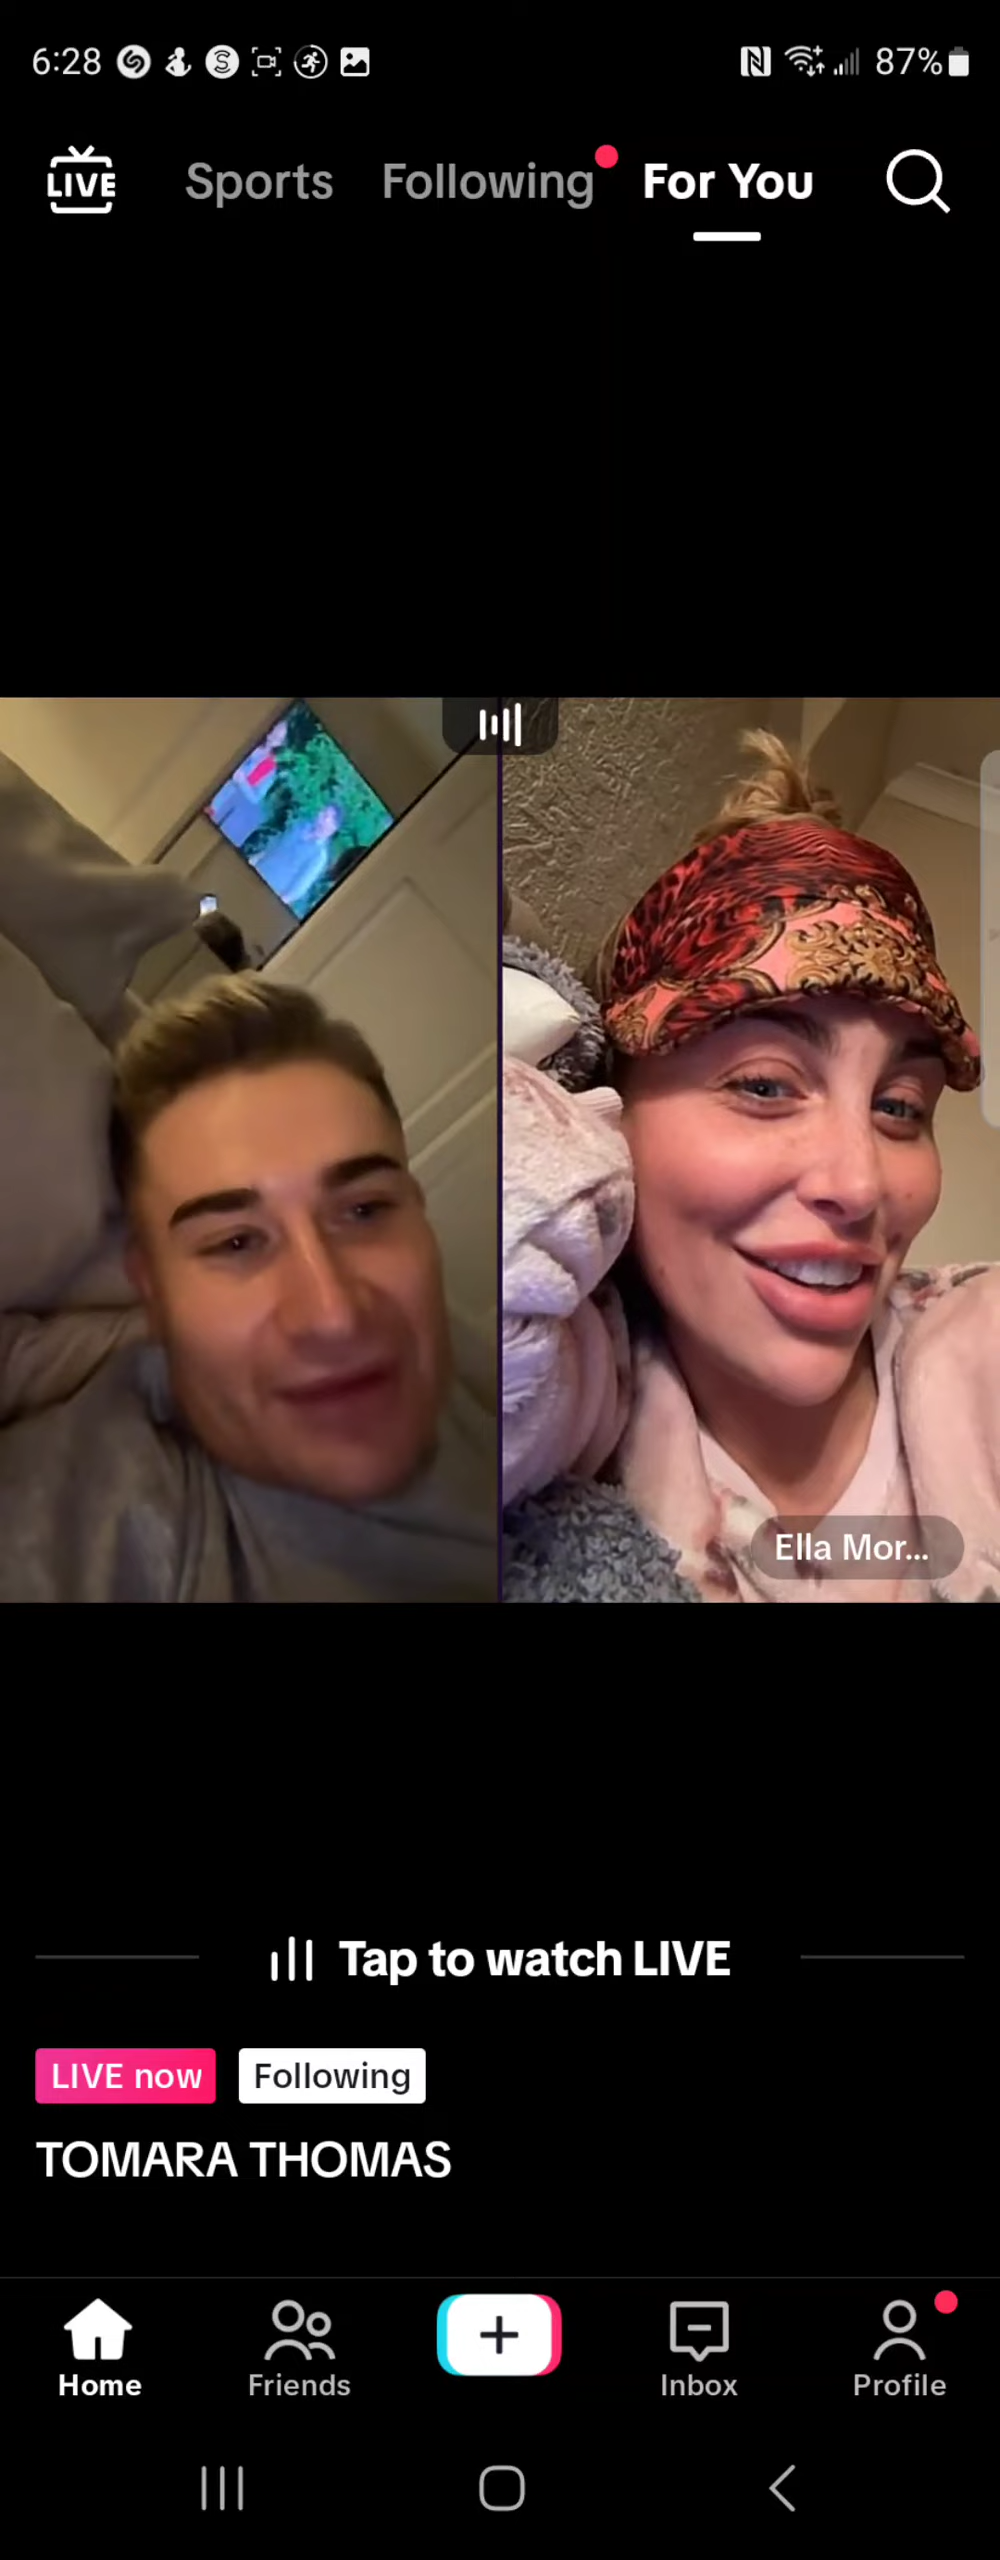 6:28 87%
LIVE Sports Following For You
Ella Mor...
Tap to watch LIVE
LIVE now Following
TOMARA THOMAS
Home Friends Inbox Profile